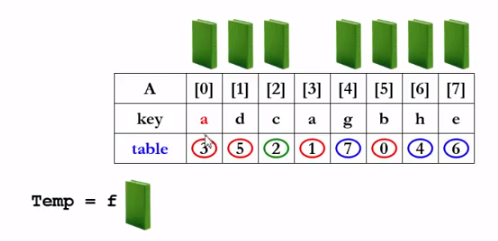 A [0] [1] [2] [3] [4] [5] [6] [7]
key a d c a g b h e
table 3 5 2 1 7 0 4 6
Temp = f